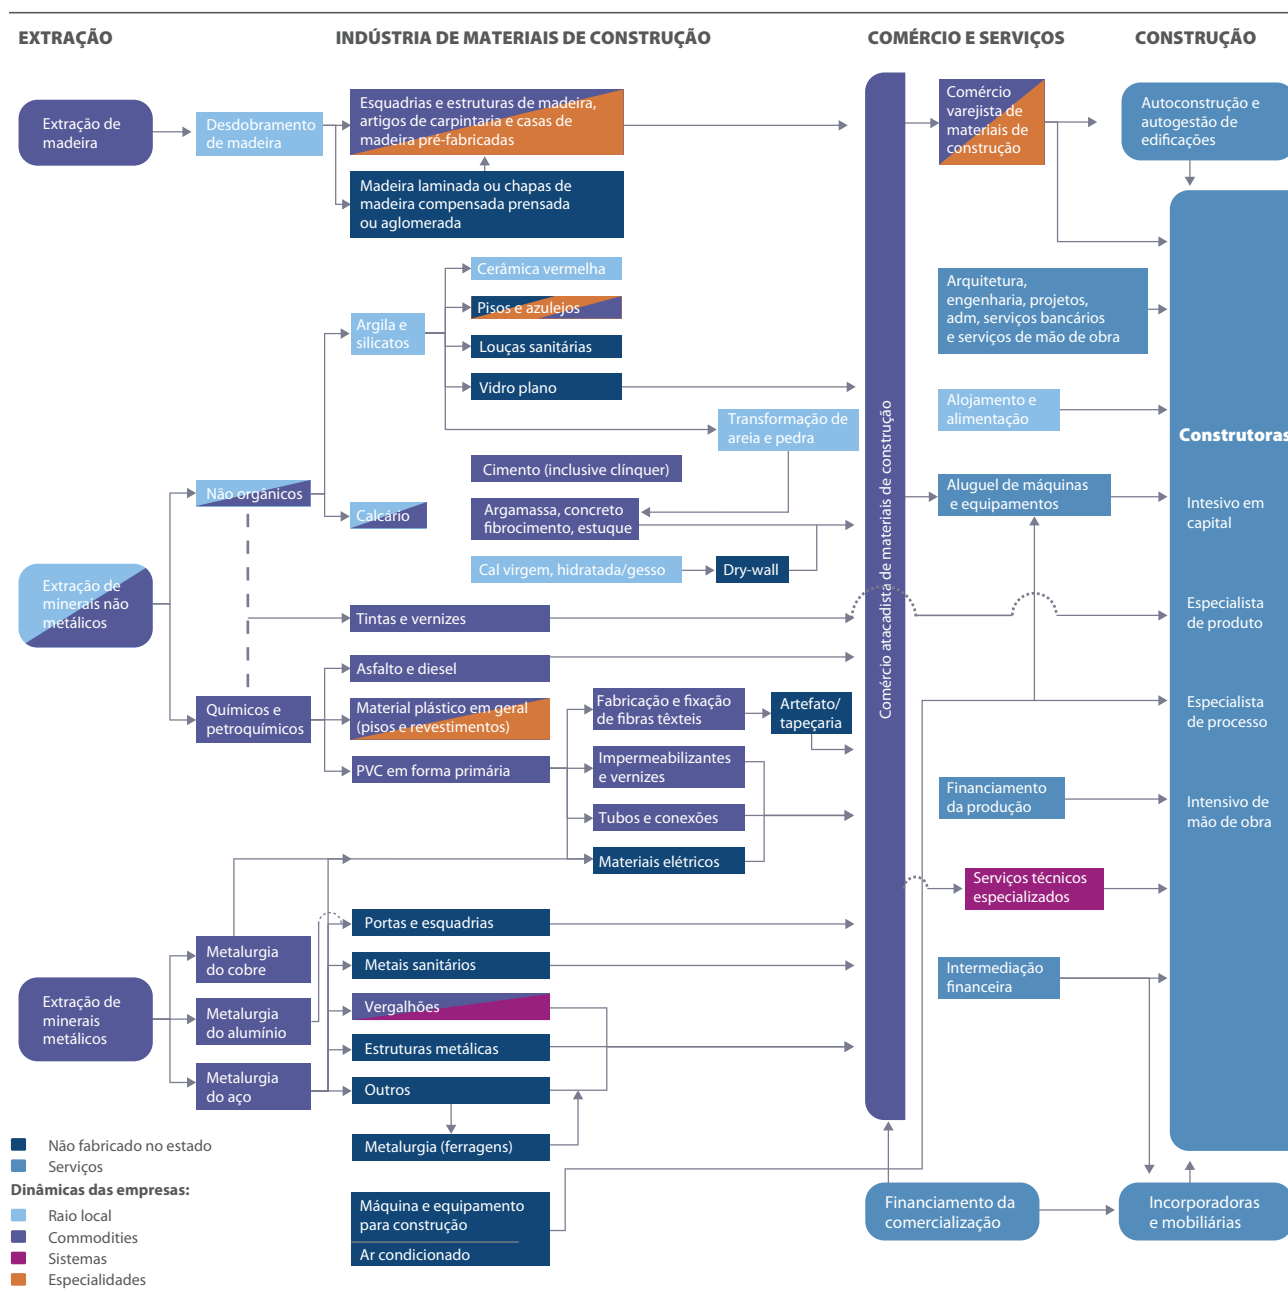 EXTRAÇÃO
INDÚSTRIA DE MATERIAIS DE CONSTRUÇÃO
COMÉRCIO E SERVIÇOS
CONSTRUÇÃO
Extração de
madeira
Desdobramento
de madeira
Esquadrias e estruturas de madeira,
artigos de carpintaria e casas de
madeira pré-fabricadas
Madeira laminada ou chapas de
madeira compensada prensada
ou aglomerada
Comércio
varejista de
materiais de
construção
Autoconstrução e
autogestão de
edificações
Cerâmica vermelha
Pisos e azulejos
Argila e
silicatos
Louças sanitárias
Vidro plano
Transformação de
areia e pedra
Arquitetura,
engenharia, projetos,
adm, serviços bancários
e serviços de mão de obra
Alojamento e
alimentação
Construtoras
Comércio atacadista de materiais de construção
Não orgânicos
Calcário
Cimento (inclusive clínquer)
Argamassa, concreto
fibrocimento, estuque
Cal virgem, hidratada/gesso
Dry-wall
Aluguel de máquinas
e equipamentos
Intesivo em
capital
Extração de
minerais não
metálicos
Tintas e vernizes
Especialista
de produto
Asfalto e diesel
Químicos e
petroquímicos
Material plástico em geral
(pisos e revestimentos)
PVC em forma primária
Fabricação e fixação
de fibras têxteis
Artefato/
tapeçaria
Impermeabilizantes
e vernizes
Tubos e conexões
Materiais elétricos
Especialista
de processo
Financiamento
da produção
Intensivo de
mão de obra
Serviços técnicos
especializados
Portas e esquadrias
Metalurgia
do cobre
Metais sanitários
Intermediação
financeira
Extração de
minerais
metálicos
Metalurgia
do alumínio
Vergalhões
Estruturas metálicas
Metalurgia
do aço
Outros
Metalurgia (ferragens)
Máquina e equipamento
para construção
Ar condicionado
Financiamento da
comercialização
Incorporadoras
e mobiliárias
Não fabricado no estado
Serviços
Dinâmicas das empresas:
Raio local
Commodities
Sistemas
Especialidades